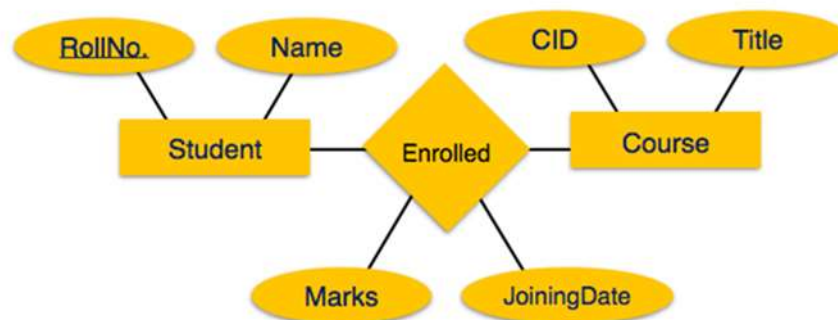 RollNo.
Name
CID
Title
Student
Enrolled
Course
Marks
JoiningDate